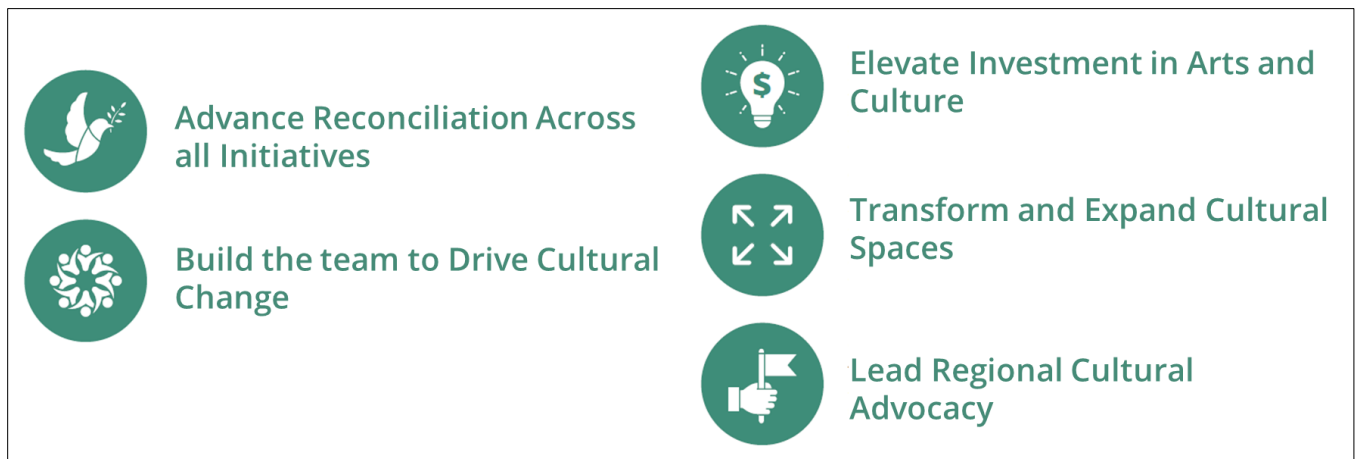 Advance Reconciliation Across
all Initiatives
Build the team to Drive Cultural
Change
$
Elevate Investment in Arts and
Culture
Transform and Expand Cultural
Spaces
Lead Regional Cultural
Advocacy